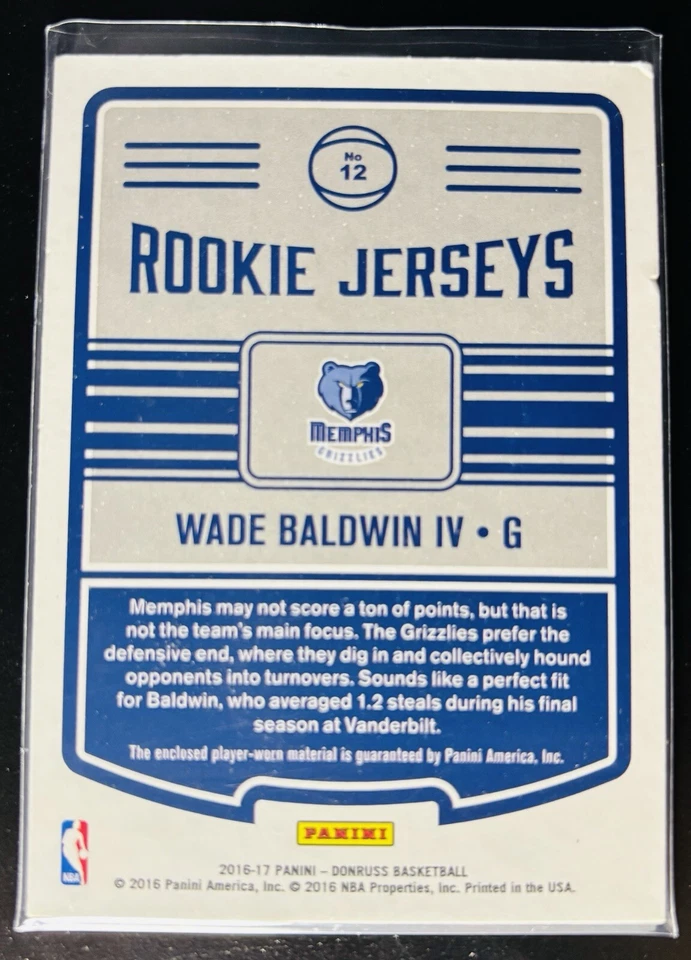 No
12
ROOKIE JERSEYS
MEMPHIS
GRIZZLIES
WADE BALDWIN IV • G
Memphis may not score a ton of points, but that is
not the team's main focus. The Grizzlies prefer the
defensive end, where they dig in and collectively hound
opponents into turnovers. Sounds like a perfect fit
for Baldwin, who averaged 1.2 steals during his final
season at Vanderbilt.
The enclosed player-worn material is guaranteed by Panini America, Inc.
PANINI
NBA
2016-17 PANINI – DONRUSS BASKETBALL
© 2016 Panini America, Inc. © 2016 NBA Properties, Inc. Printed in the USA.